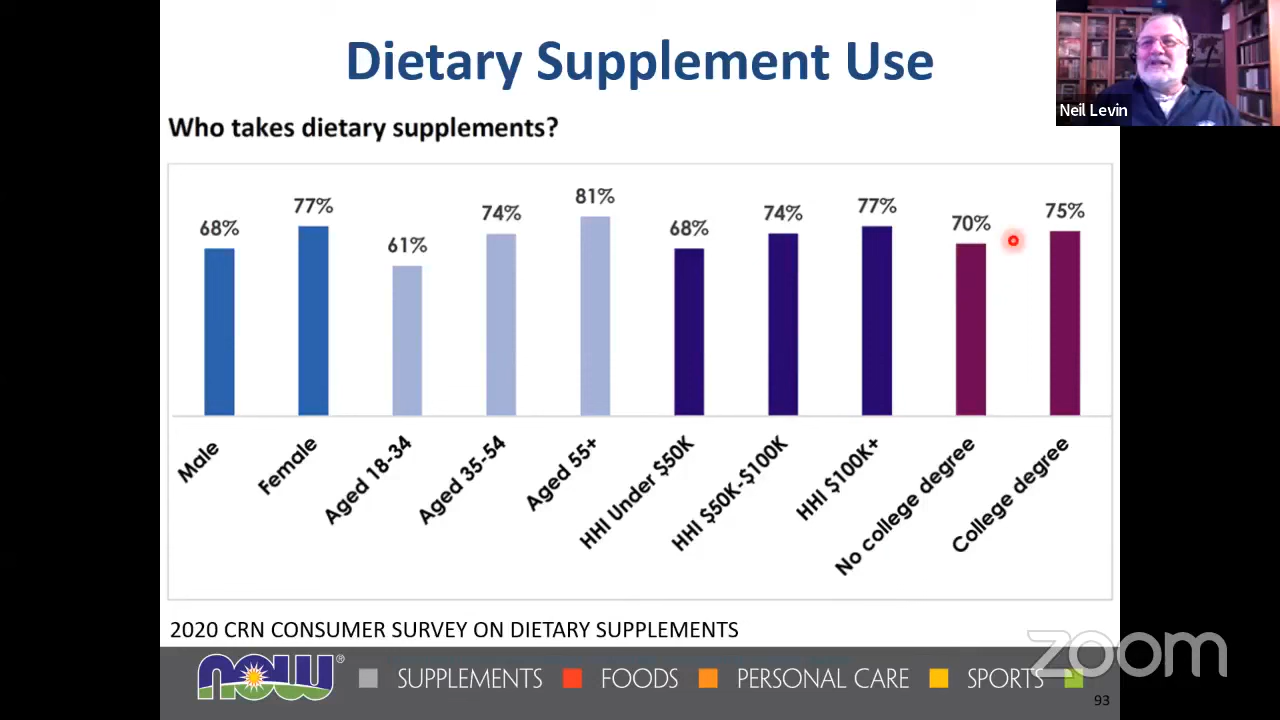 Dietary Supplement Use
Neil Levin
Who takes dietary supplements?
68%
77%
61%
74%
81%
68%
74%
77%
70%
75%
Male
Female
Aged 18-34
Aged 35-54
Aged 55+
HHI Under $50K
HHI $50K-$100K
HHI $100K+
No college degree
College degree
2020 CRN CONSUMER SURVEY ON DIETARY SUPPLEMENTS
NOW® SUPPLEMENTS FOODS PERSONAL CARE SPORTS
zoom
93